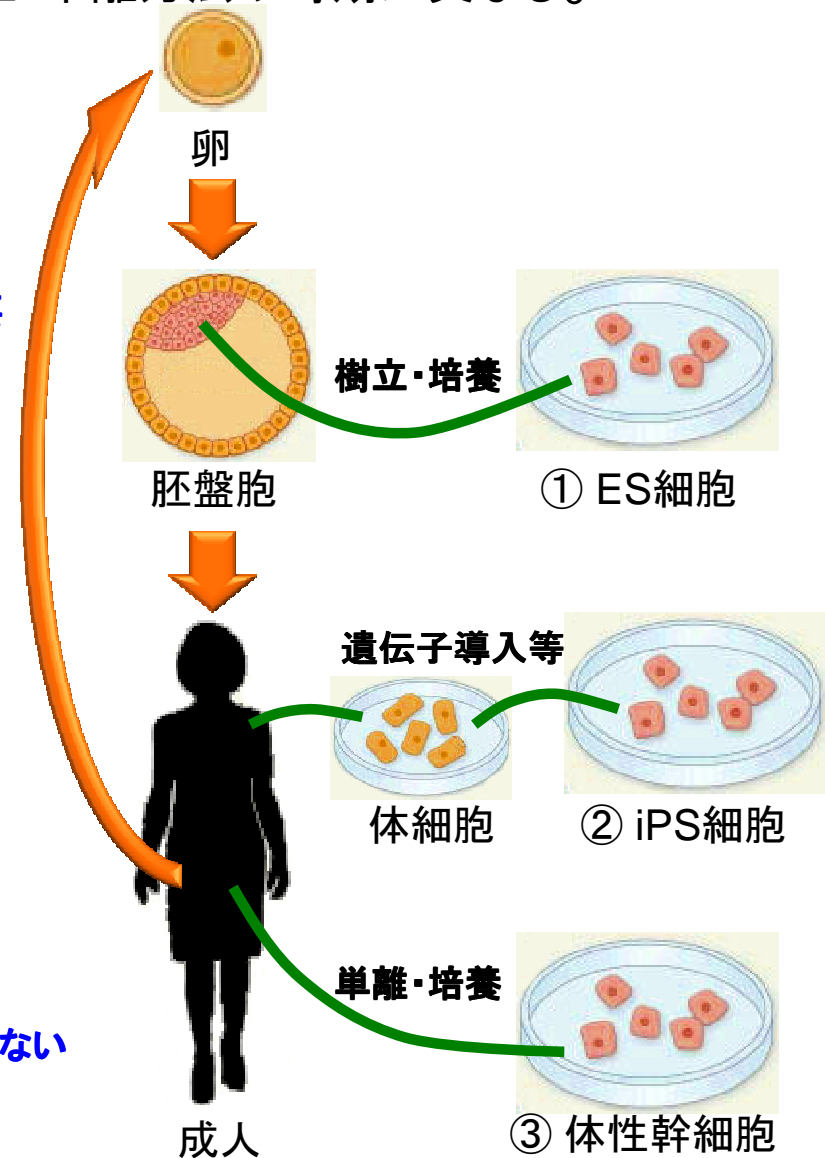 卵
樹立・培養
胚盤胞
① ES細胞
遺伝子導入等
体細胞
② iPS細胞
単離・培養
ない
成人
③ 体性幹細胞